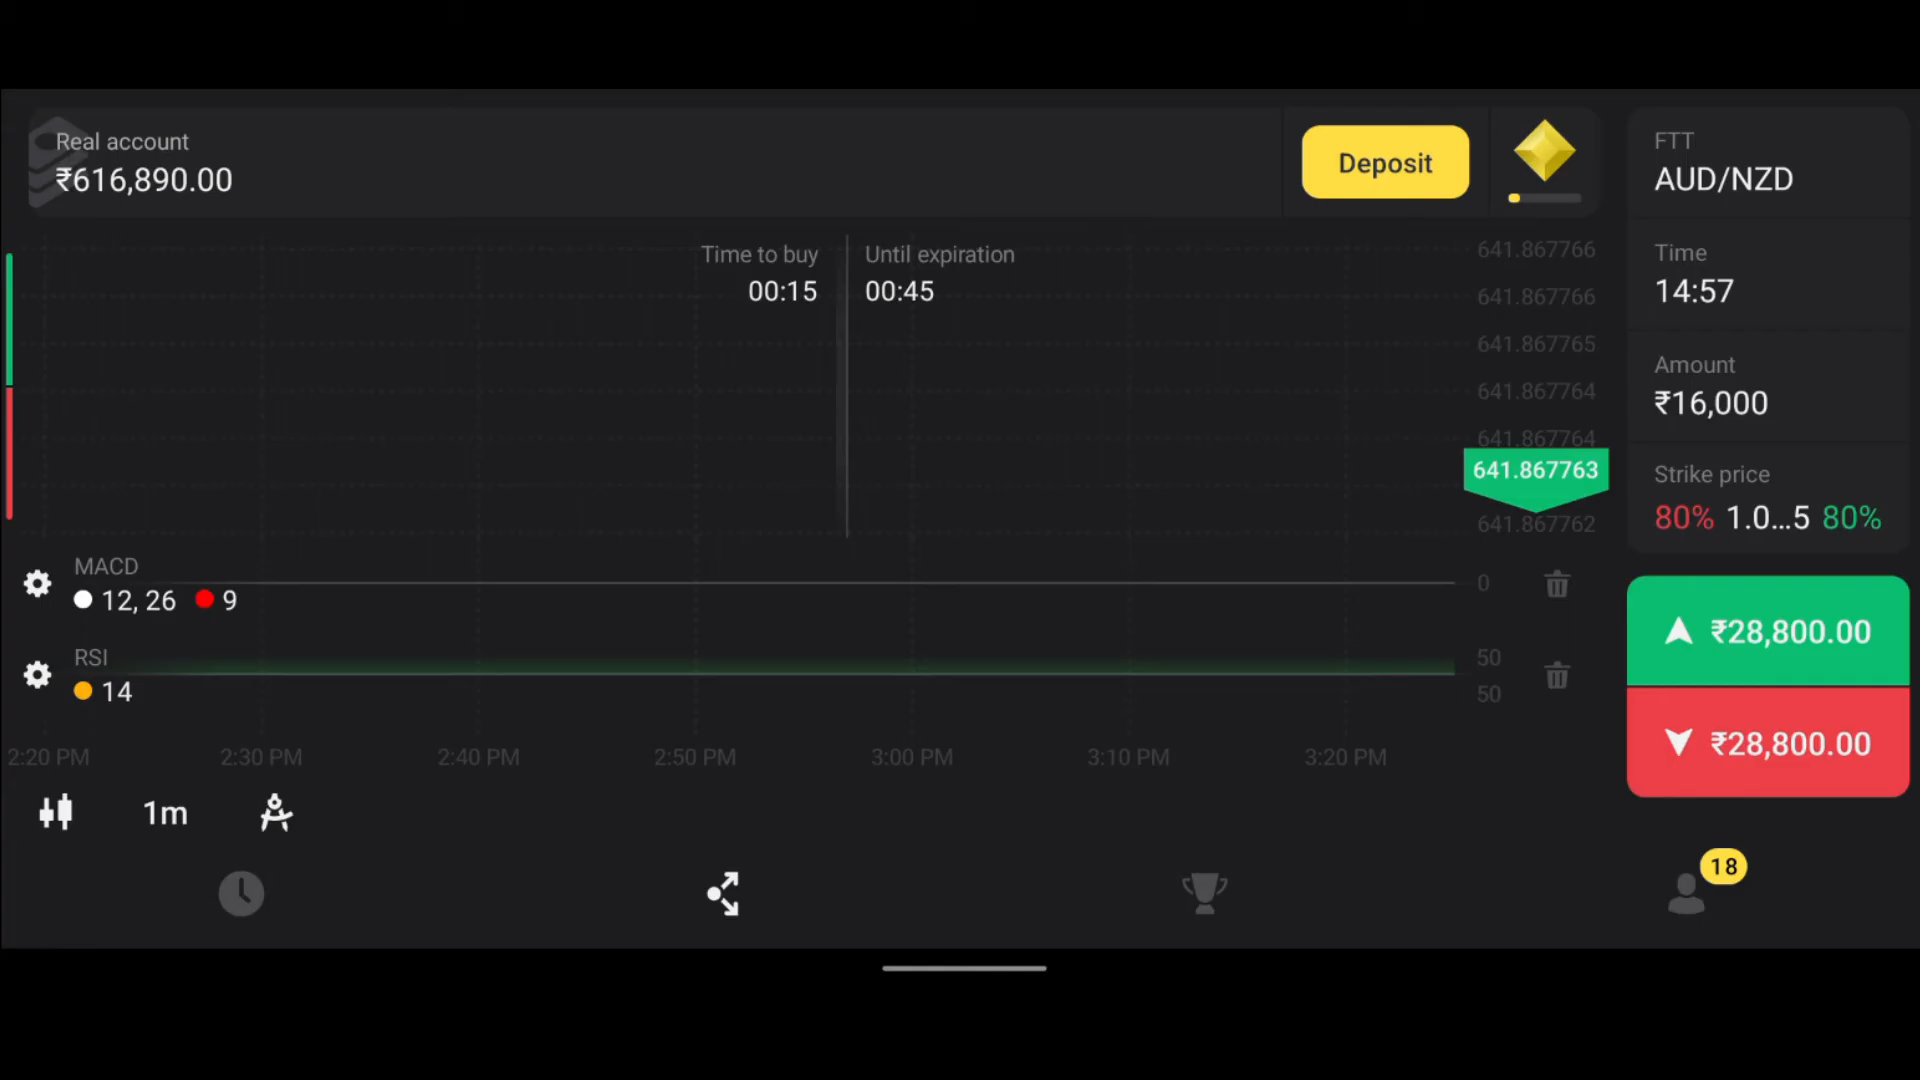 Real account
₹616,890.00
Deposit
FTT
AUD/NZD
Time to buy
00:15
Until expiration
00:45
641.867766
641.867766
641.867765
641.867764
641.867764
641.867763
641.867762
Time
14:57
Amount
₹16,000
Strike price
80% 1.0...5 80%
MACD
12, 26 9
0
RSI
14
50
50
₹28,800.00
₹28,800.00
2:20 PM 2:30 PM 2:40 PM 2:50 PM 3:00 PM 3:10 PM 3:20 PM
1m
18